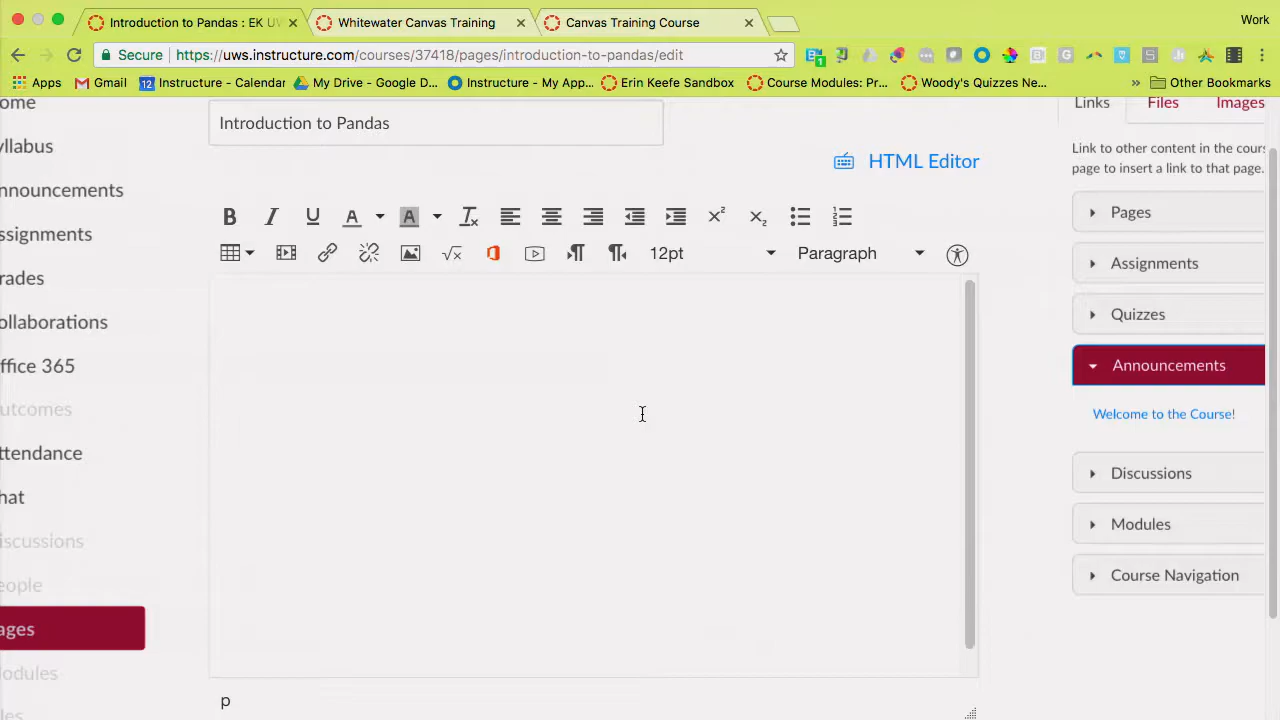 Introduction to Pandas : EK UW
Whitewater Canvas Training
Canvas Training Course
Work
Secure
https://uws.instructure.com/courses/37418/pages/introduction-to-pandas/edit
1
Apps
Gmail
12
Instructure - Calendar
My Drive - Google D...
Instructure - My App...
Erin Keefe Sandbox
Course Modules: Pr...
Woody's Quizzes Ne...
»
Other Bookmarks
ome
yllabus
nnouncements
ssignments
rades
ollaborations
ffice 365
utcomes
ttendance
hat
iscussions
eople
ages
odules
les
Introduction to Pandas
HTML Editor
12pt
Paragraph
p
Links
Files
Images
Link to other content in the cours
page to insert a link to that page.
Pages
Assignments
Quizzes
Announcements
Welcome to the Course!
Discussions
Modules
Course Navigation